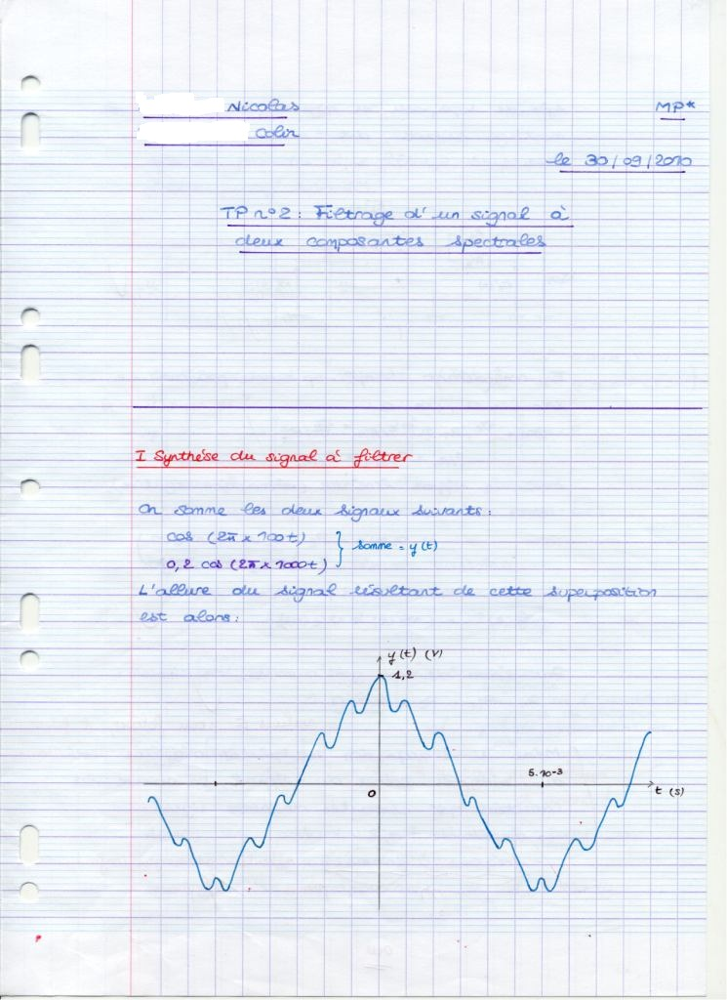 Nicolas
MP*
Colin
le 30/09/2010
TP n°2 : Filtrage d'un signal à
deux composantes spectrales
I Synthèse du signal à filtrer
On somme les deux signaux suivants :
cos (2π × 100t)
0,2 cos (2π × 1000t)
} somme = y(t)
L'allure du signal résultant de cette superposition
est alors :
y(t) (V)
1,2
5.10-3
0
t (s)